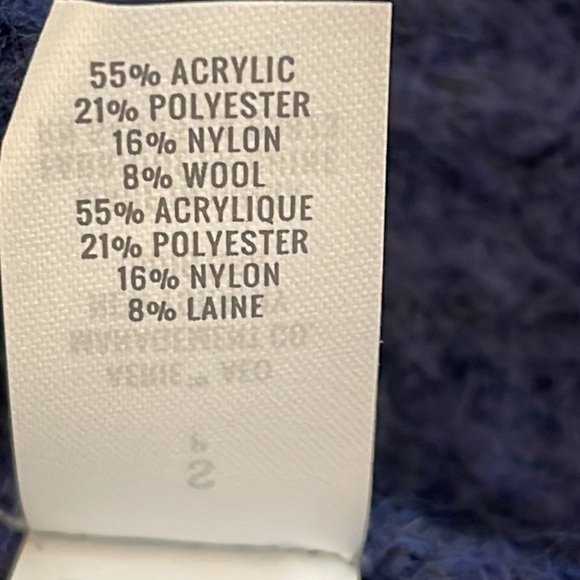 55% ACRYLIC
21% POLYESTER
16% NYLON
8% WOOL
55% ACRYLIQUE
21% POLYESTER
16% NYLON
8% LAINE